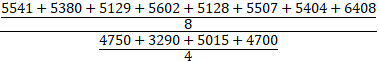 5541 + 5380 + 5129 + 5602 + 5128 + 5507 + 5404 + 6408
8
4750 + 3290 + 5015 + 4700
4